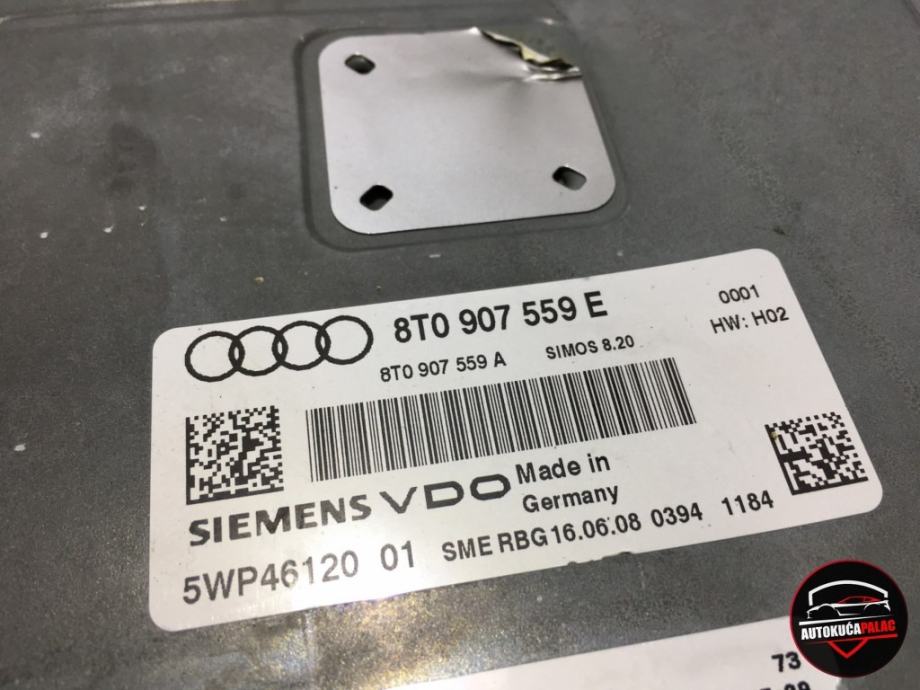 8T0 907 559 E
0001
8T0 907 559 A SIMOS 8.20
HW: H02
SIEMENS VDO Made in
Germany
5WP46120 01 SME RBG 16.06.08 0394 1184
AUTOKUĆA PALAC
73